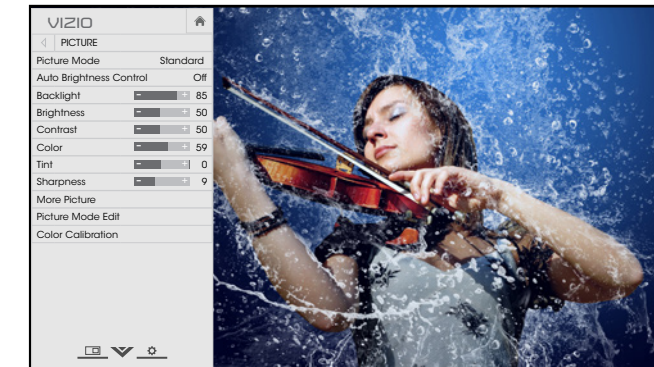 VIZIO
PICTURE
Picture Mode Standard
Auto Brightness Control Off
Backlight 85
Brightness 50
Contrast 50
Color 59
Tint 0
Sharpness 9
More Picture
Picture Mode Edit
Color Calibration